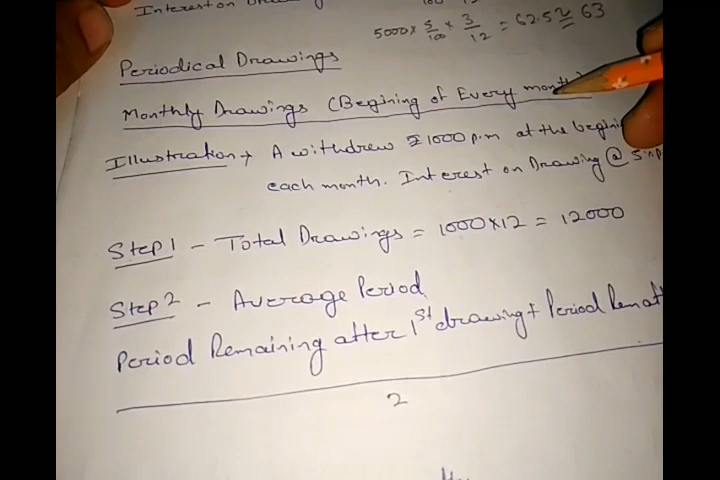 Interest on
5000 × 5/100 × 3/12 = 62.5 ≈ 63
Periodical Drawings
Monthly Drawings (Begining of Every month)
Illustration → A withdrew ₹1000 p.m at the begini
each month. Interest on Drawing @ 5
Step 1 - Total Drawings = 1000×12 = 12000
Step 2 - Average Period
Period Remaining after 1st drawing + Period Rem
2